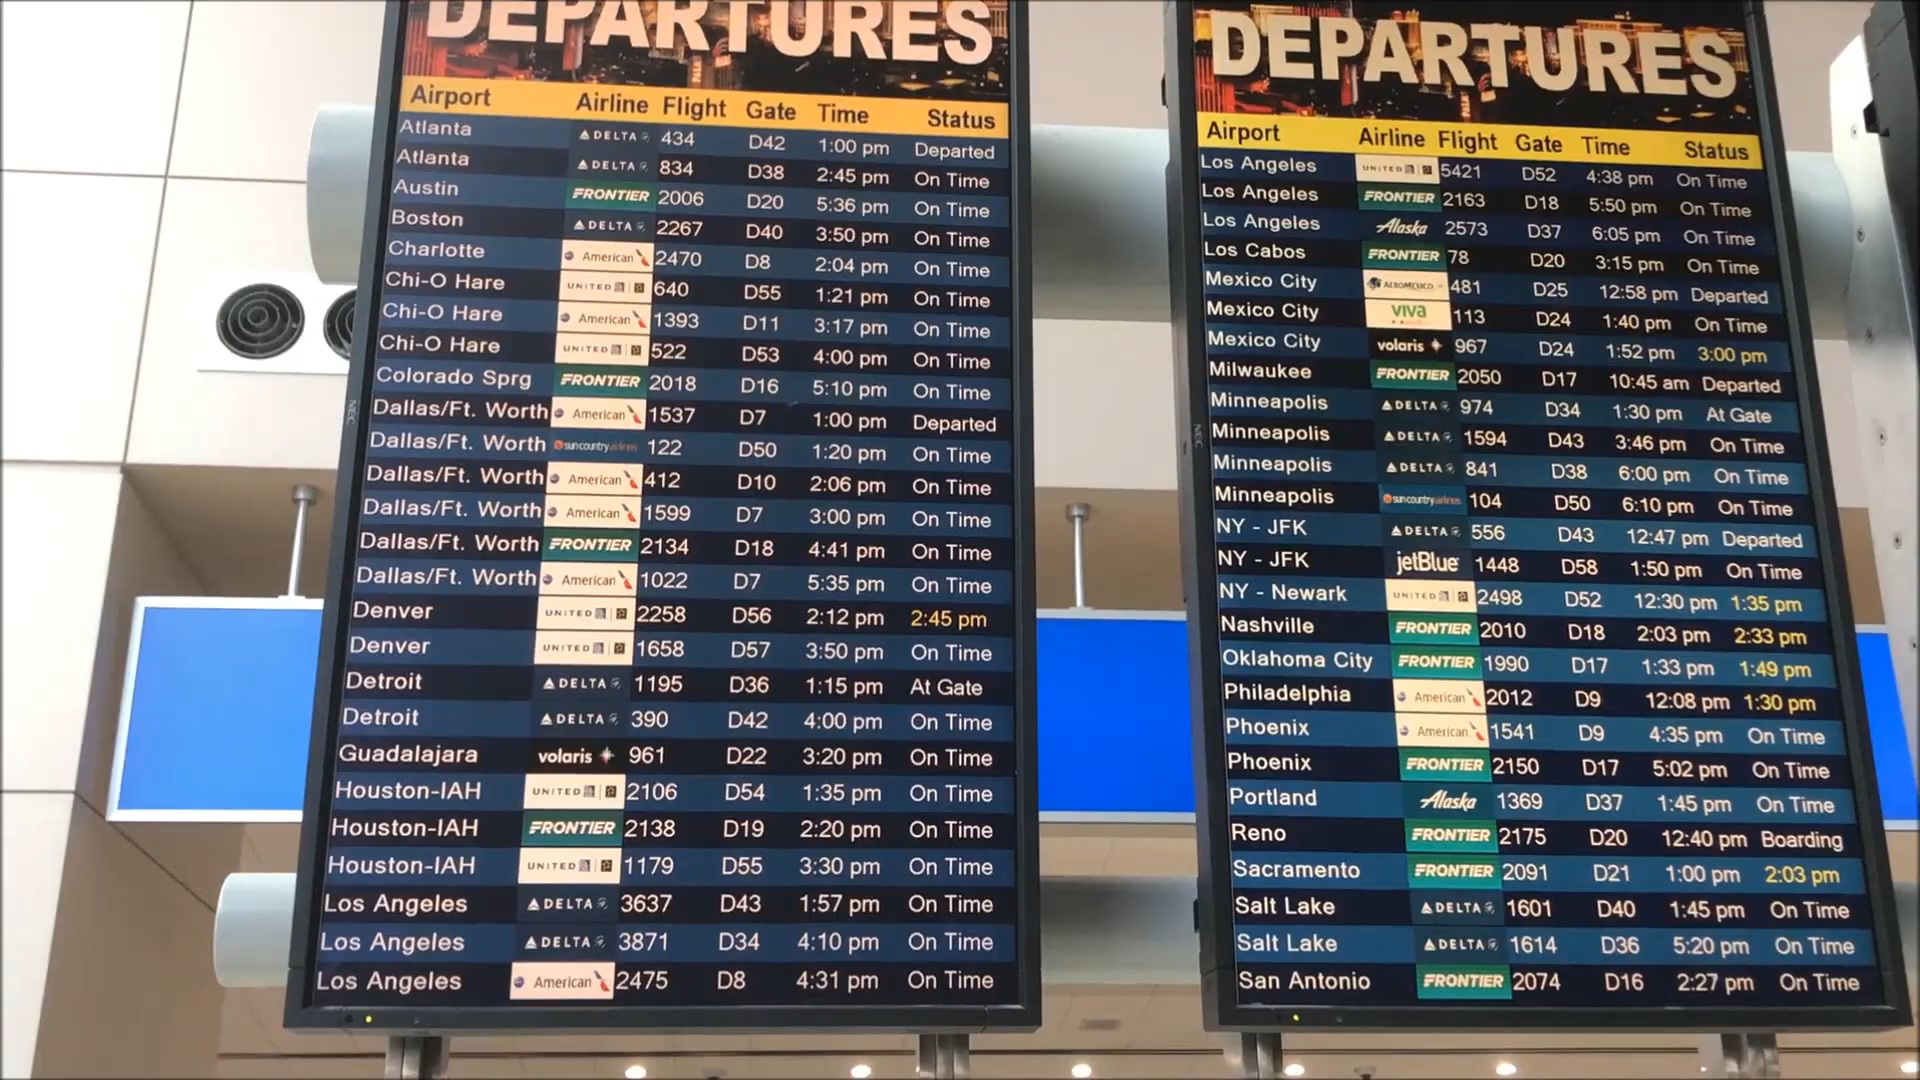 DEPARTURES
Airport Airline Flight Gate Time Status
Atlanta DELTA 434 D42 1:00 pm Departed
Atlanta DELTA 834 D38 2:45 pm On Time
Austin FRONTIER 2006 D20 5:36 pm On Time
Boston DELTA 2267 D40 3:50 pm On Time
Charlotte American 2470 D8 2:04 pm On Time
Chi-O Hare UNITED 640 D55 1:21 pm On Time
Chi-O Hare American 1393 D11 3:17 pm On Time
Chi-O Hare UNITED 522 D53 4:00 pm On Time
Colorado Sprg FRONTIER 2018 D16 5:10 pm On Time
Dallas/Ft. Worth American 1537 D7 1:00 pm Departed
Dallas/Ft. Worth suncountryairlines 122 D50 1:20 pm On Time
Dallas/Ft. Worth American 412 D10 2:06 pm On Time
Dallas/Ft. Worth American 1599 D7 3:00 pm On Time
Dallas/Ft. Worth FRONTIER 2134 D18 4:41 pm On Time
Dallas/Ft. Worth American 1022 D7 5:35 pm On Time
Denver UNITED 2258 D56 2:12 pm 2:45 pm
Denver UNITED 1658 D57 3:50 pm On Time
Detroit DELTA 1195 D36 1:15 pm At Gate
Detroit DELTA 390 D42 4:00 pm On Time
Guadalajara volaris 961 D22 3:20 pm On Time
Houston-IAH UNITED 2106 D54 1:35 pm On Time
Houston-IAH FRONTIER 2138 D19 2:20 pm On Time
Houston-IAH UNITED 1179 D55 3:30 pm On Time
Los Angeles DELTA 3637 D43 1:57 pm On Time
Los Angeles DELTA 3871 D34 4:10 pm On Time
Los Angeles American 2475 D8 4:31 pm On Time
NEC
DEPARTURES
Airport Airline Flight Gate Time Status
Los Angeles UNITED 5421 D52 4:38 pm On Time
Los Angeles FRONTIER 2163 D18 5:50 pm On Time
Los Angeles Alaska 2573 D37 6:05 pm On Time
Los Cabos FRONTIER 78 D20 3:15 pm On Time
Mexico City AEROMEXICO 481 D25 12:58 pm Departed
Mexico City viva 113 D24 1:40 pm On Time
Mexico City volaris 967 D24 1:52 pm 3:00 pm
Milwaukee FRONTIER 2050 D17 10:45 am Departed
Minneapolis DELTA 974 D34 1:30 pm At Gate
Minneapolis DELTA 1594 D43 3:46 pm On Time
Minneapolis DELTA 841 D38 6:00 pm On Time
Minneapolis suncountryairlines 104 D50 6:10 pm On Time
NY - JFK DELTA 556 D43 12:47 pm Departed
NY - JFK jetBlue 1448 D58 1:50 pm On Time
NY - Newark UNITED 2498 D52 12:30 pm 1:35 pm
Nashville FRONTIER 2010 D18 2:03 pm 2:33 pm
Oklahoma City FRONTIER 1990 D17 1:33 pm 1:49 pm
Philadelphia American 2012 D9 12:08 pm 1:30 pm
Phoenix American 1541 D9 4:35 pm On Time
Phoenix FRONTIER 2150 D17 5:02 pm On Time
Portland Alaska 1369 D37 1:45 pm On Time
Reno FRONTIER 2175 D20 12:40 pm Boarding
Sacramento FRONTIER 2091 D21 1:00 pm 2:03 pm
Salt Lake DELTA 1601 D40 1:45 pm On Time
Salt Lake DELTA 1614 D36 5:20 pm On Time
San Antonio FRONTIER 2074 D16 2:27 pm On Time
NEC